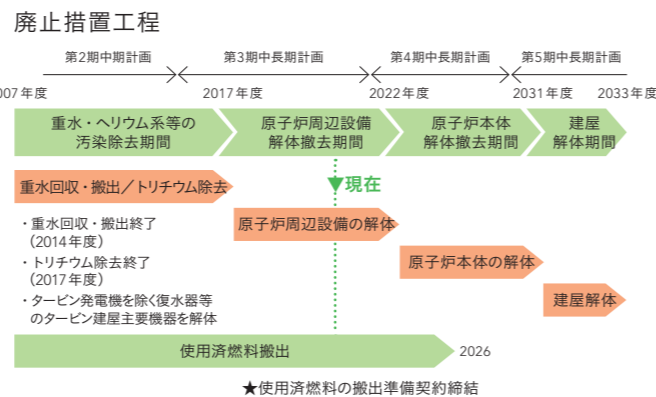 廃止措置工程
第2期中期計画
第3期中長期計画
第4期中長期計画
第5期中長期計画
007年度
2017年度
2022年度
2031年度
2033年度
重水・ヘリウム系等の
汚染除去期間
原子炉周辺設備
解体撤去期間
原子炉本体
解体撤去期間
建屋
解体期間
重水回収・搬出／トリチウム除去
▼現在
・重水回収・搬出終了
（2014年度）
・トリチウム除去終了
（2017年度）
・タービン発電機を除く復水器等
のタービン建屋主要機器を解体
原子炉周辺設備の解体
原子炉本体の解体
建屋解体
使用済燃料搬出
2026
★使用済燃料の搬出準備契約締結